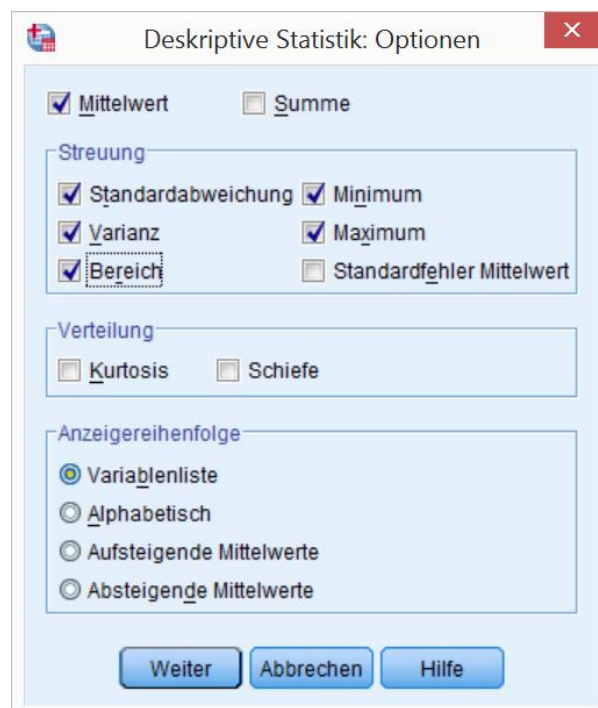 Deskriptive Statistik: Optionen
Mittelwert Summe
Streuung
Standardabweichung Minimum
Varianz Maximum
Bereich Standardfehler Mittelwert
Verteilung
Kurtosis Schiefe
Anzeigereihenfolge
Variablenliste
Alphabetisch
Aufsteigende Mittelwerte
Absteigende Mittelwerte
Weiter Abbrechen Hilfe